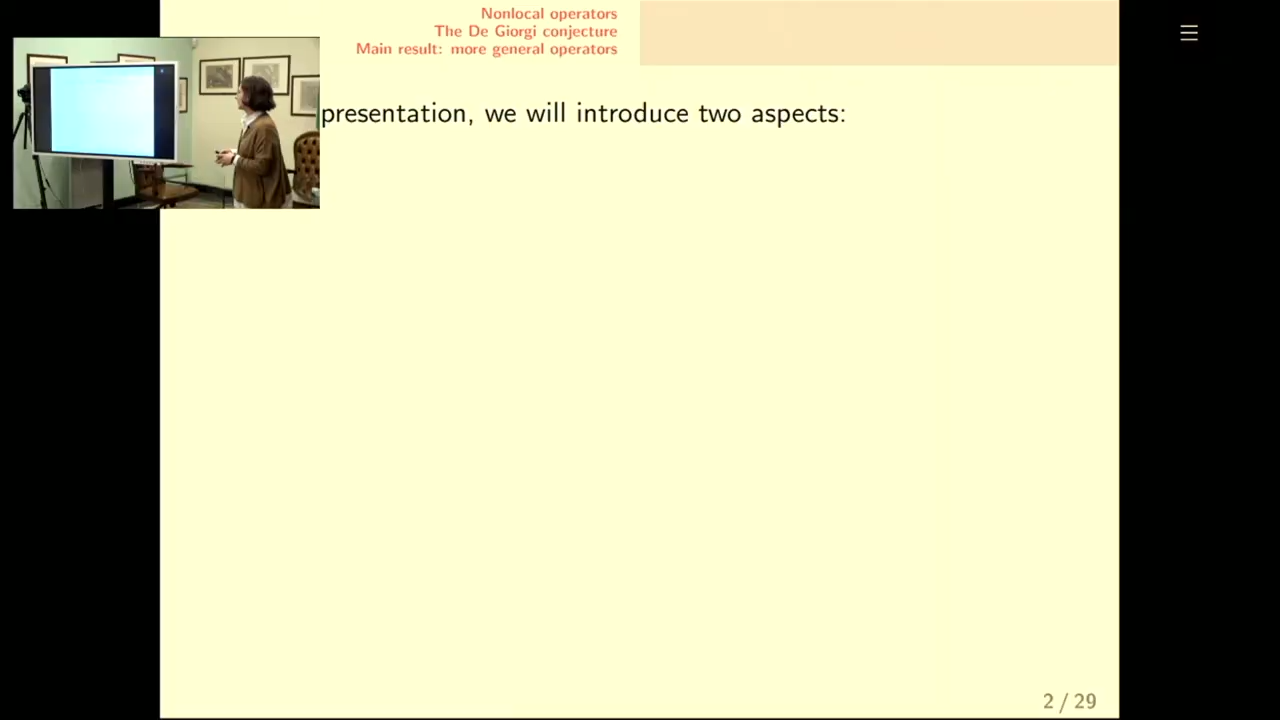 Nonlocal operators
The De Giorgi conjecture
Main result: more general operators
presentation, we will introduce two aspects:
2 / 29